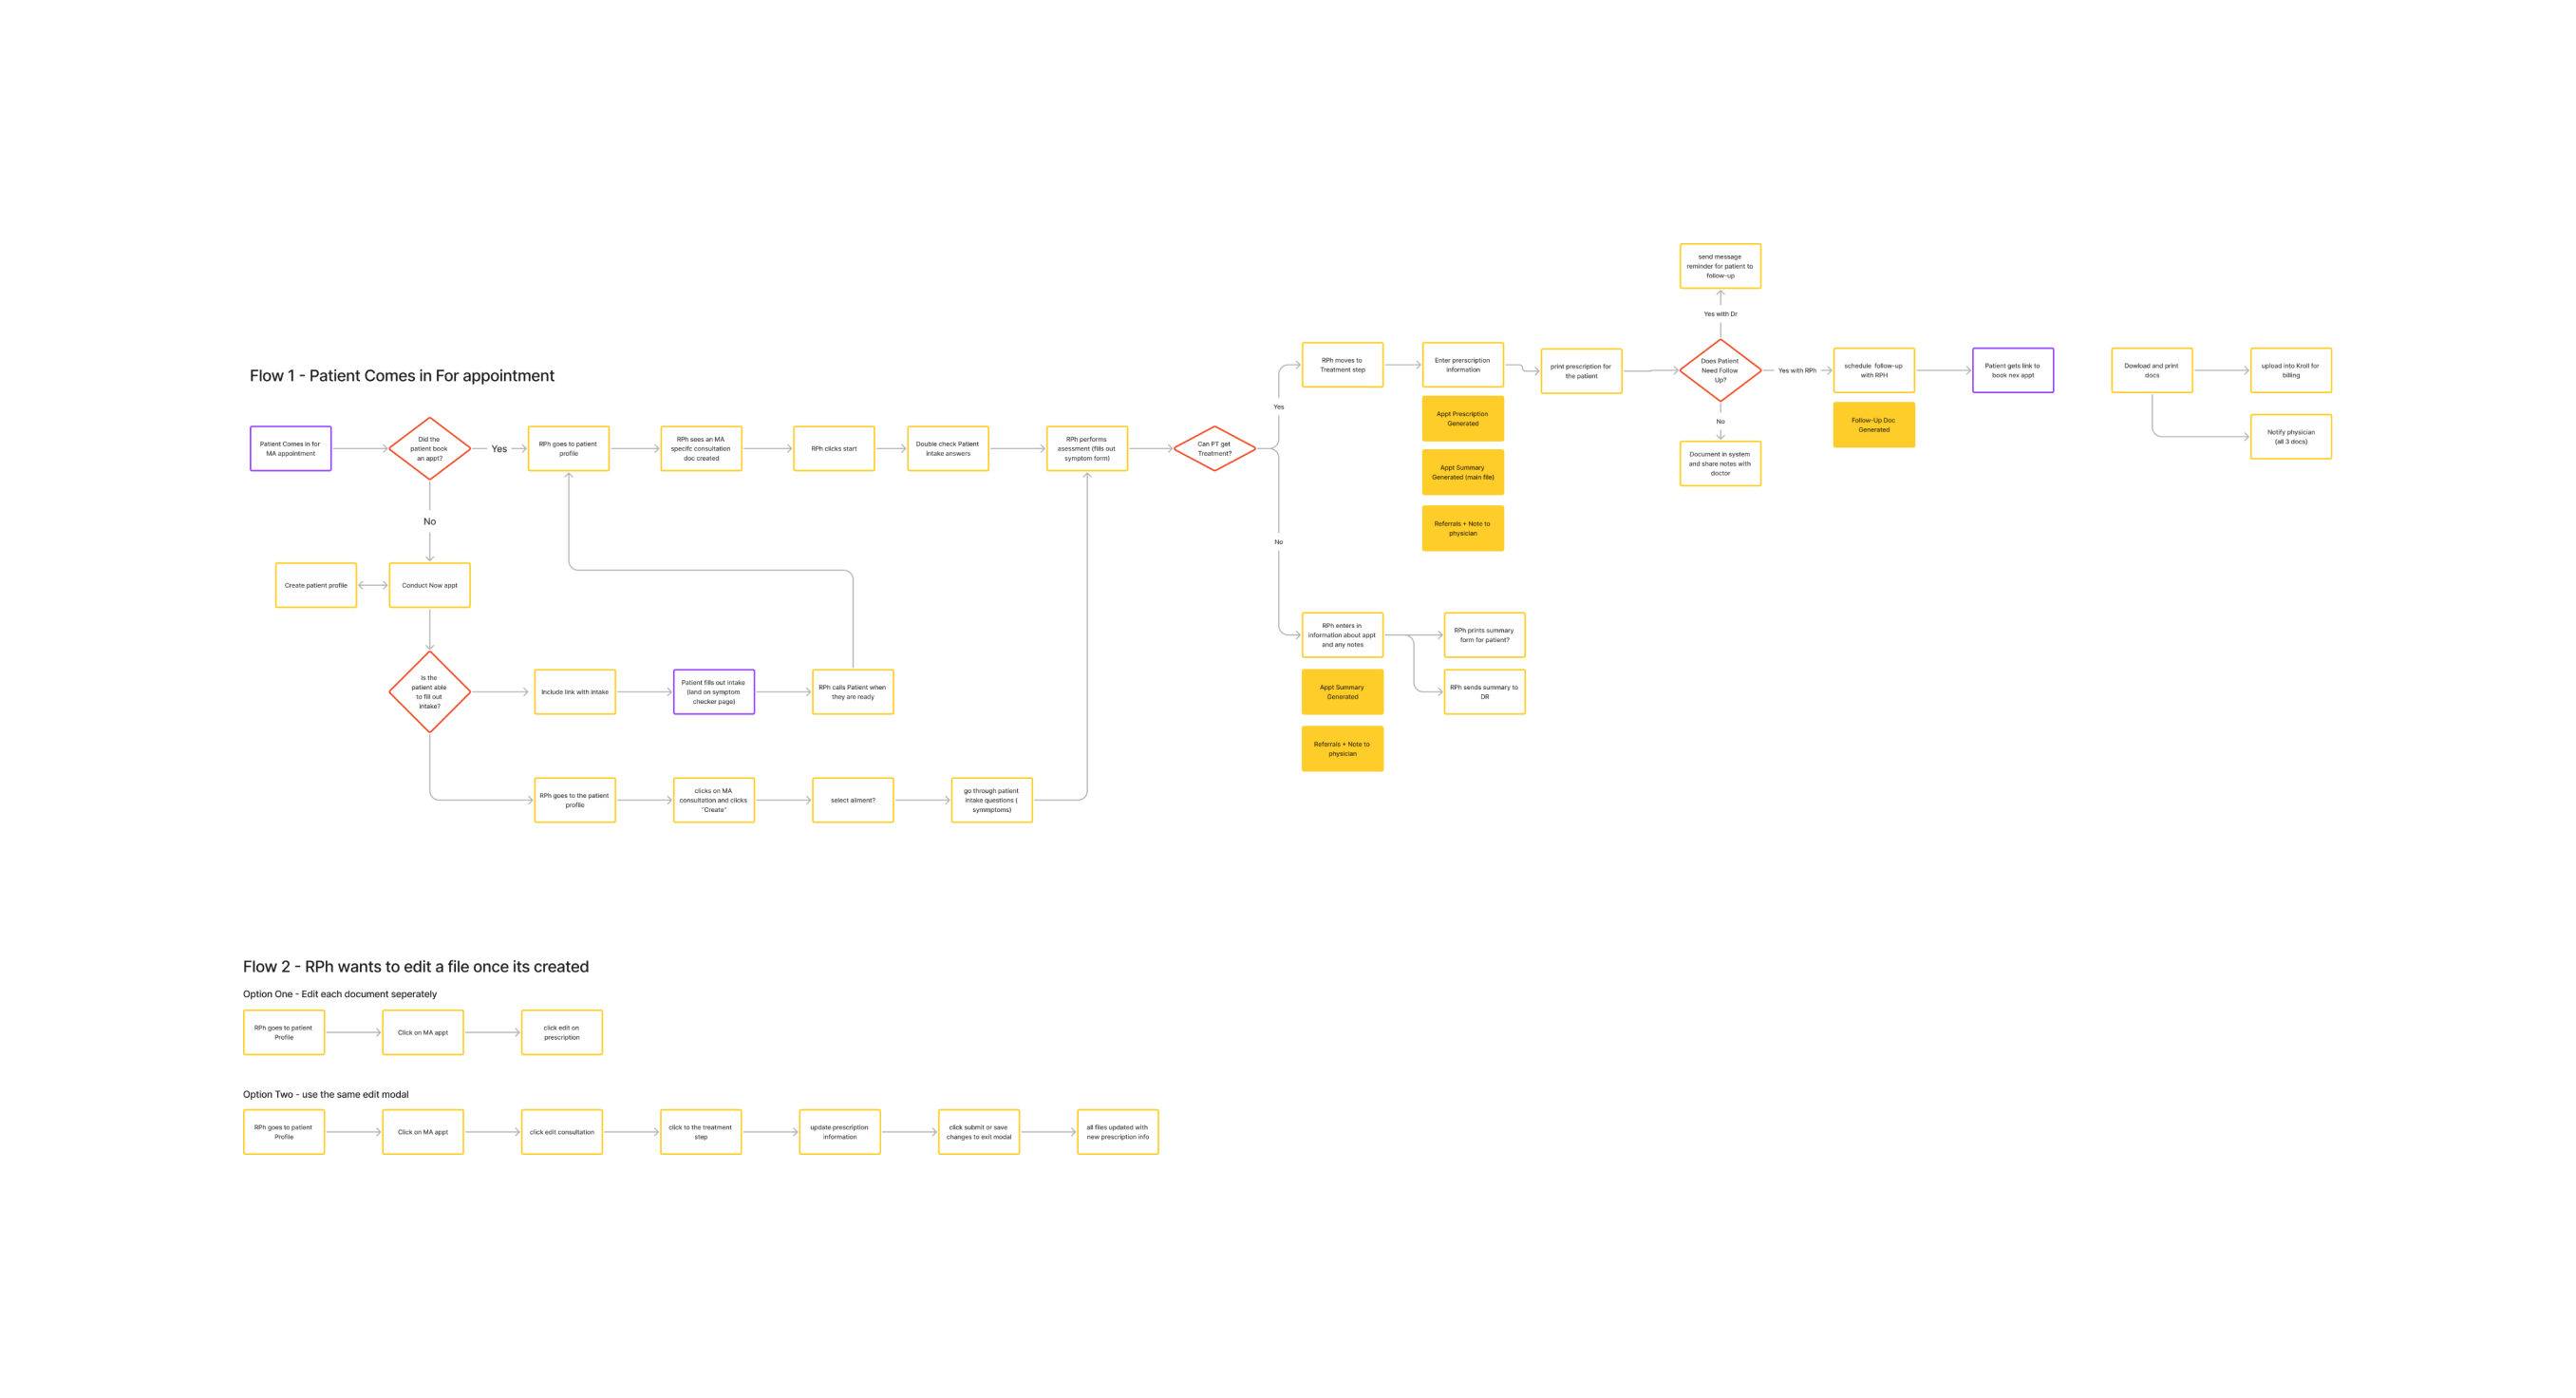 send message
reminder for patient to
follow-up
Yes with Dr
Flow 1 - Patient Comes in For appointment
Patient Comes in for
MA appointment
Did the
patient book
an appt?
Yes
RPh goes to patient
profile
RPh sees an MA
specifc consultation
doc created
RPh clicks start
Double check Patient
intake answers
RPh performs
asessment (fills out
symptom form)
Can PT get
Treatment?
Yes
RPh moves to
Treatment step
Enter prerscription
information
print prescription for
the patient
Does Patient
Need Follow
Up?
Yes with RPh
schedule follow-up
with RPH
Patient gets link to
book nex appt
Dowload and print
docs
upload into Kroll for
billing
Appt Prescription
Generated
Follow-Up Doc
Generated
Notify physician
(all 3 docs)
No
Document in system
and share notes with
doctor
Appt Summary
Generated (main file)
Referrals + Note to
physician
No
No
Create patient profile
Conduct Now appt
RPh enters in
information about appt
and any notes
RPh prints summary
form for patient?
Is the
patient able
to fill out
intake?
Include link with intake
Patient fills out intake
(land on symptom
checker page)
RPh calls Patient when
they are ready
Appt Summary
Generated
RPh sends summary to
DR
Referrals + Note to
physician
RPh goes to the patient
profile
clicks on MA
consultation and clicks
"Create"
select aliment?
go through patient
intake questions (
symmptoms)
Flow 2 - RPh wants to edit a file once its created
Option One - Edit each document seperately
RPh goes to patient
Profile
Click on MA appt
click edit on
prescription
Option Two - use the same edit modal
RPh goes to patient
Profile
Click on MA appt
click edit consultation
click to the treatment
step
update prescription
information
click submit or save
changes to exit modal
all files updated with
new prescription info